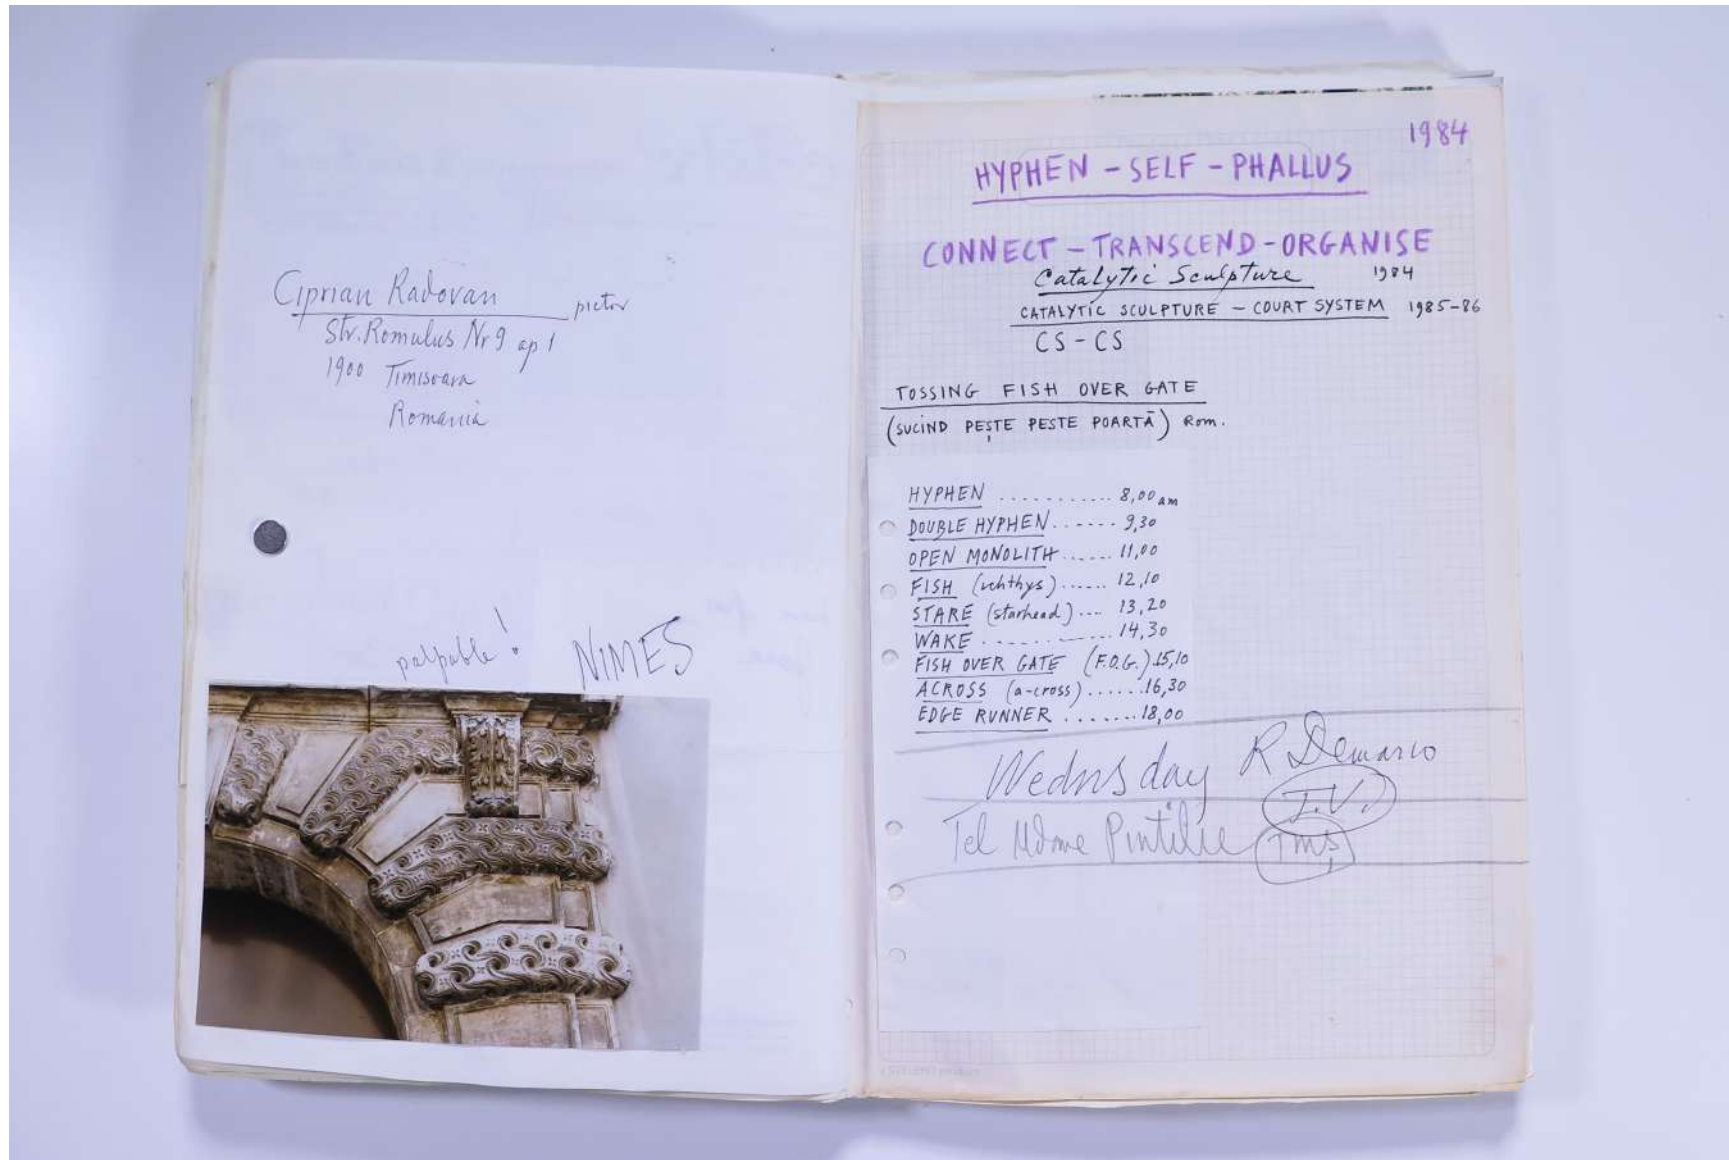 Ciprian Radovan pictor
Str. Romulus Nr 9 ap 1
1900 Timisoara
Romania
palpable!
NIMES
1984
HYPHEN - SELF - PHALLUS
CONNECT - TRANSCEND - ORGANISE
Catalytic Sculpture 1984
CATALYTIC SCULPTURE - COURT SYSTEM 1985-86
CS - CS
TOSSING FISH OVER GATE
(SUCIND PEȘTE PESTE POARTĂ) Rom.
HYPHEN ........... 8,00 am
DOUBLE HYPHEN ...... 9,30
OPEN MONOLITH ...... 11,00
FISH (ichthys) ...... 12,10
STARE (starhead) .... 13,20
WAKE ............ 14,30
FISH OVER GATE (F.O.G.) 15,10
ACROSS (a-cross) ...... 16,30
EDGE RUNNER ....... 18,00
Wednsday R Demarco
T.V.
Tel Pintilie Tmș